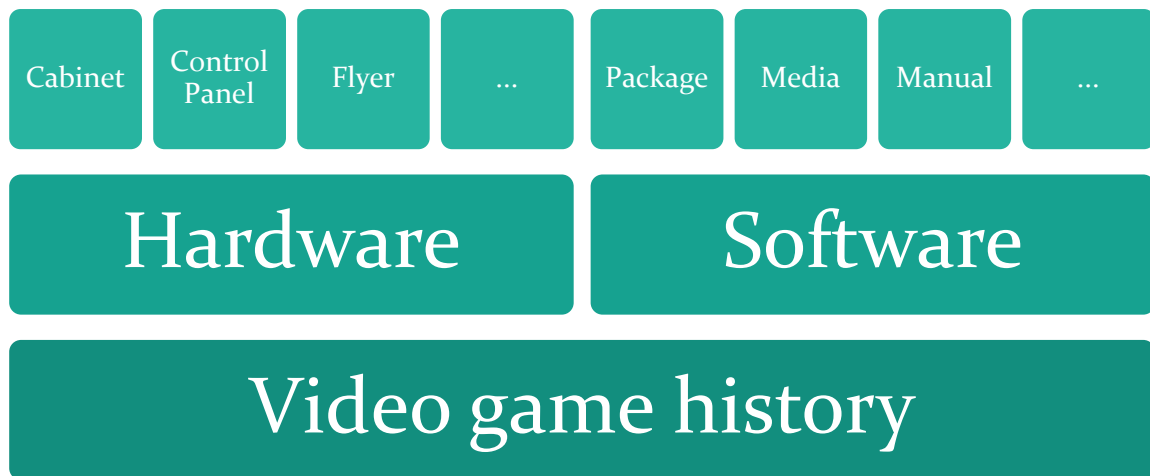 Cabinet
Control
Panel
Flyer
...
Package
Media
Manual
...
Hardware
Software
Video game history